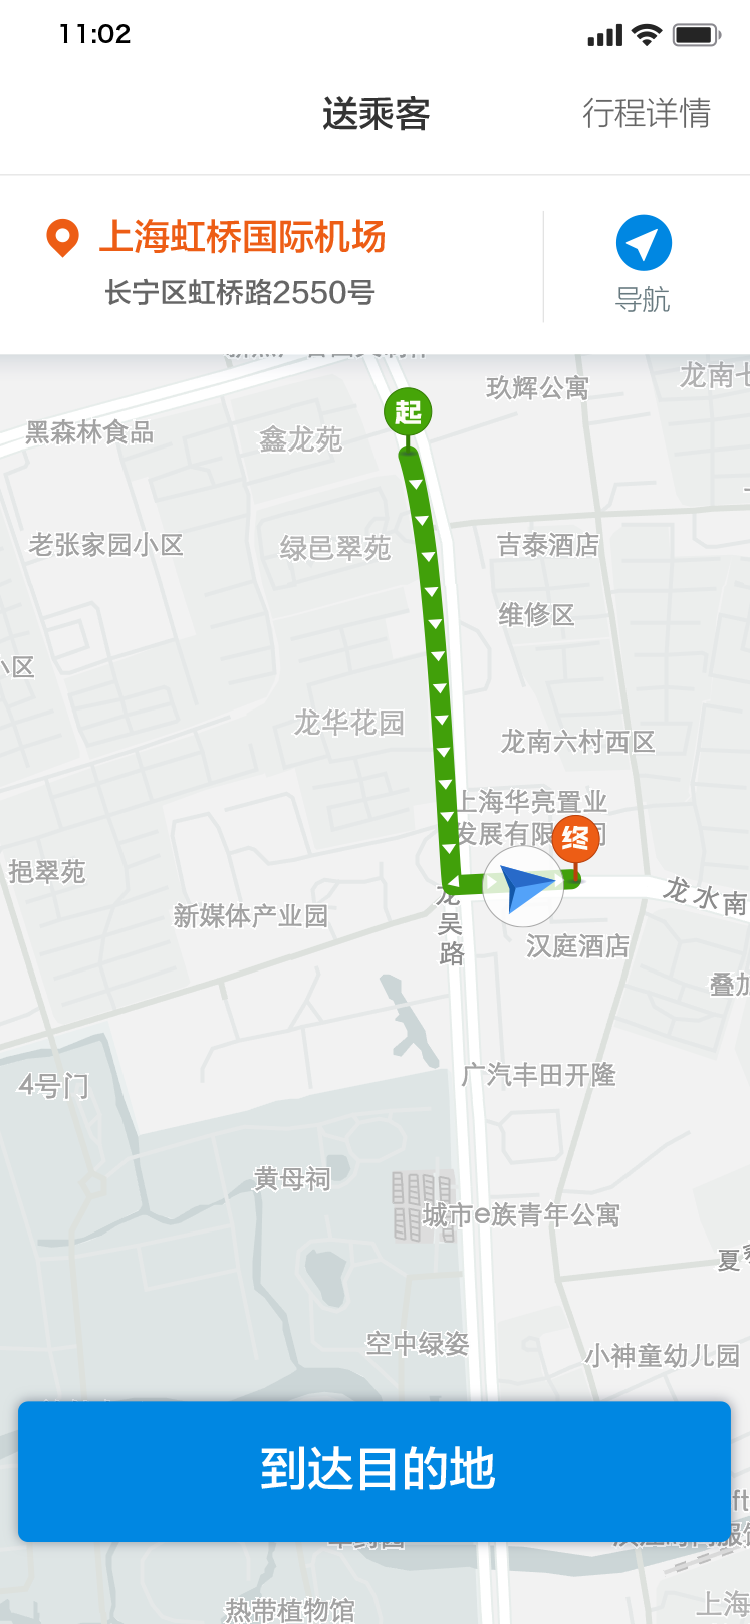 11:02
送乘客
行程详情
上海虹桥国际机场
长宁区虹桥路2550号
导航
玖辉公寓
龙南七
起
黑森林食品
鑫龙苑
老张家园小区
绿邑翠苑
吉泰酒店
维修区
小区
龙华花园
龙南六村西区
上海华亮置业
发展有限
终
挹翠苑
龙吴路
龙水南
新媒体产业园
汉庭酒店
叠加
4号门
广汽丰田开隆
黄母祠
城市e族青年公寓
夏
空中绿姿
小神童幼儿园
到达目的地
热带植物馆
上海